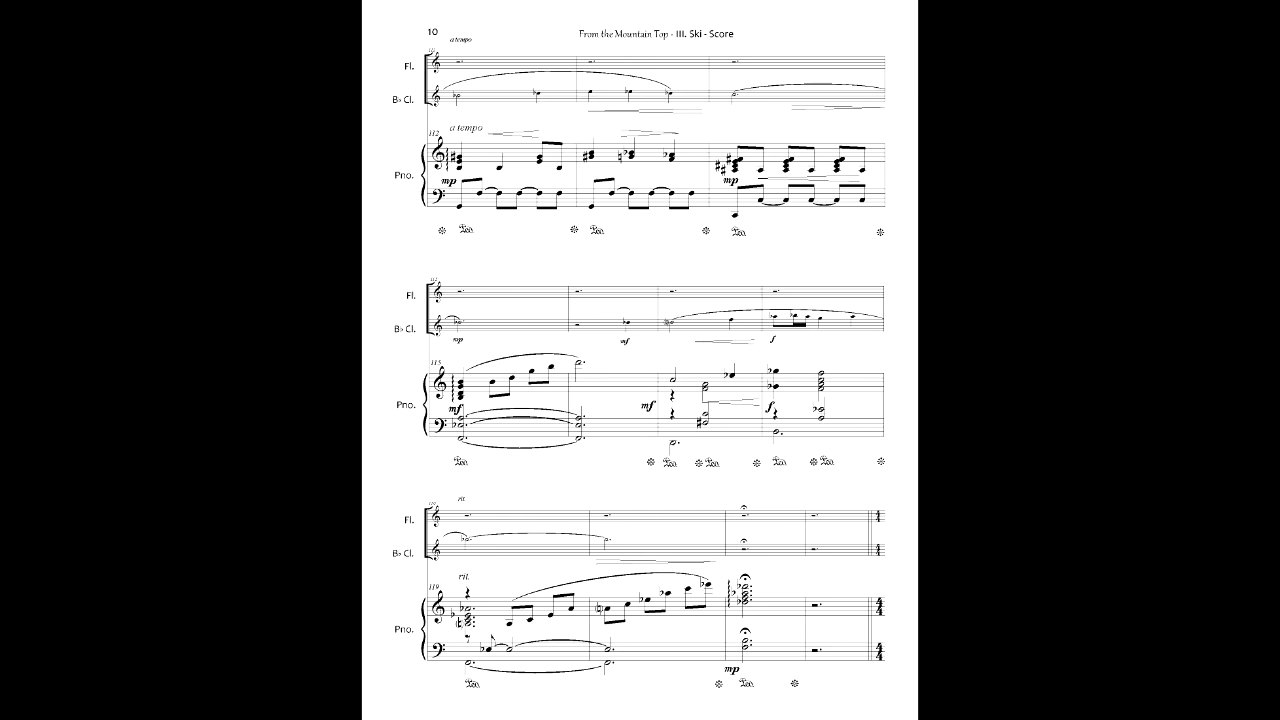 10
From the Mountain Top - III. Ski - Score
a tempo
Fl.
B♭ Cl.
112
a tempo
Pno.
mp
mp
Fl.
B♭ Cl.
mp
mf
f
115
Pno.
mf
mf
f
rit.
Fl.
B♭ Cl.
rit.
119
Pno.
mp